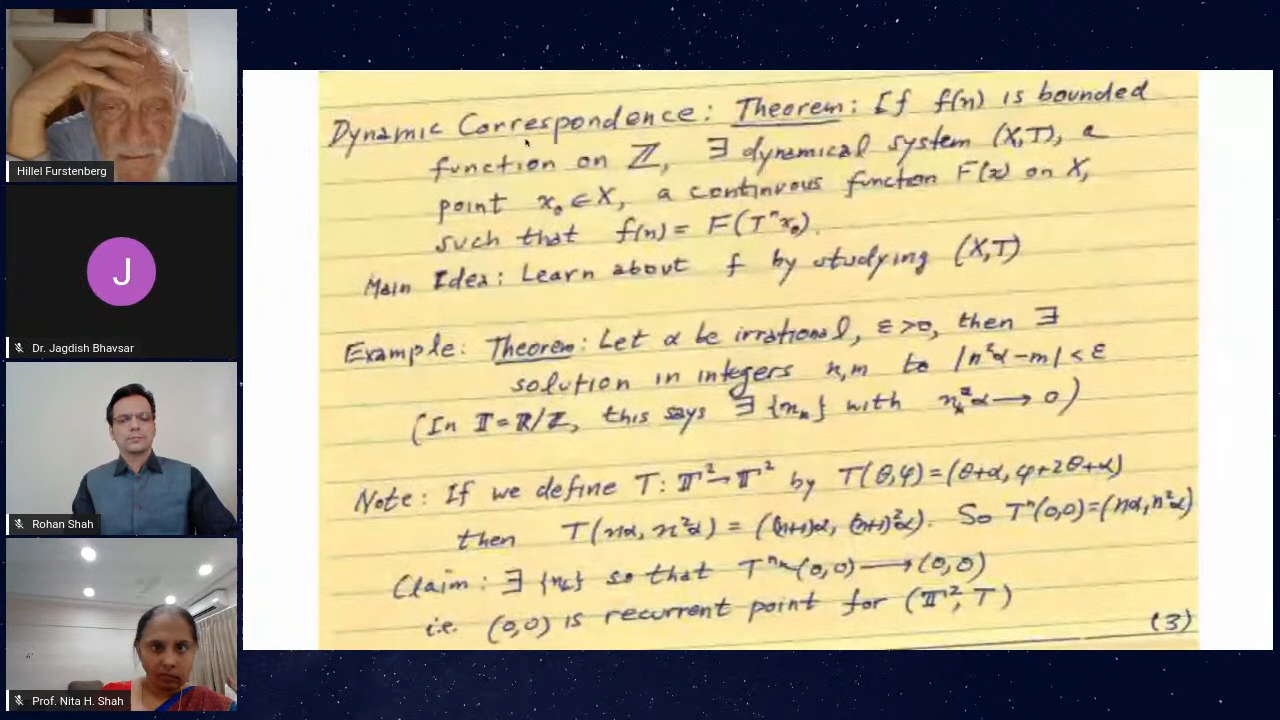 Hillel Furstenberg
J
Dr. Jagdish Bhavsar
Rohan Shah
Prof. Nita H. Shah
Dynamic Correspondence: Theorem: If f(n) is bounded
function on ℤ, ∃ dynamical system (X,T), a
point x₀ ∈ X, a continuous function F(x) on X,
such that f(n) = F(Tⁿx₀).
Main Idea: Learn about f by studying (X,T)
Example: Theorem: Let α be irrational, ε>0, then ∃
solution in integers n,m to |n²α-m| < ε
(In 𝕋=ℝ/ℤ, this says ∃ {nₖ} with nₖ²α → 0)
Note: If we define T: 𝕋² → 𝕋² by T(θ,φ) = (θ+α, φ+2θ+α)
then T(nα, n²α) = ((n+1)α, (n+1)²α). So Tⁿ(0,0)=(nα,n²α)
Claim: ∃ {nₖ} so that Tⁿᵏ(0,0) → (0,0)
i.e. (0,0) is recurrent point for (𝕋², T)
(3)